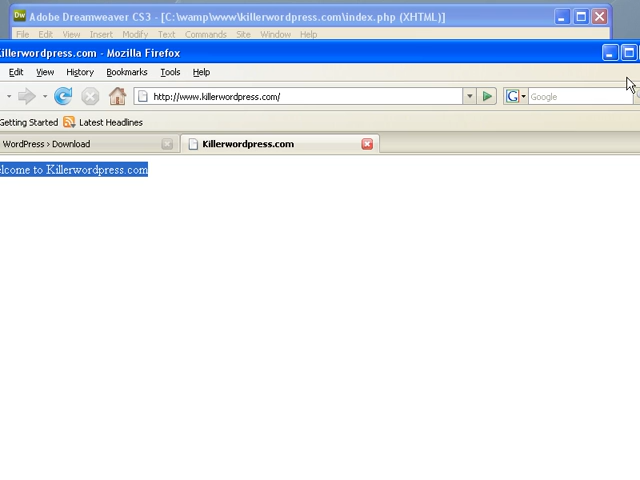 Dw Adobe Dreamweaver CS3 - [C:\wamp\www\killerwordpress.com\index.php (XHTML)]
File Edit View Insert Modify Text Commands Site Window Help
Killerwordpress.com - Mozilla Firefox
Edit View History Bookmarks Tools Help
http://www.killerwordpress.com/ G Google
Getting Started Latest Headlines
WordPress › Download Killerwordpress.com
elcome to Killerwordpress.com